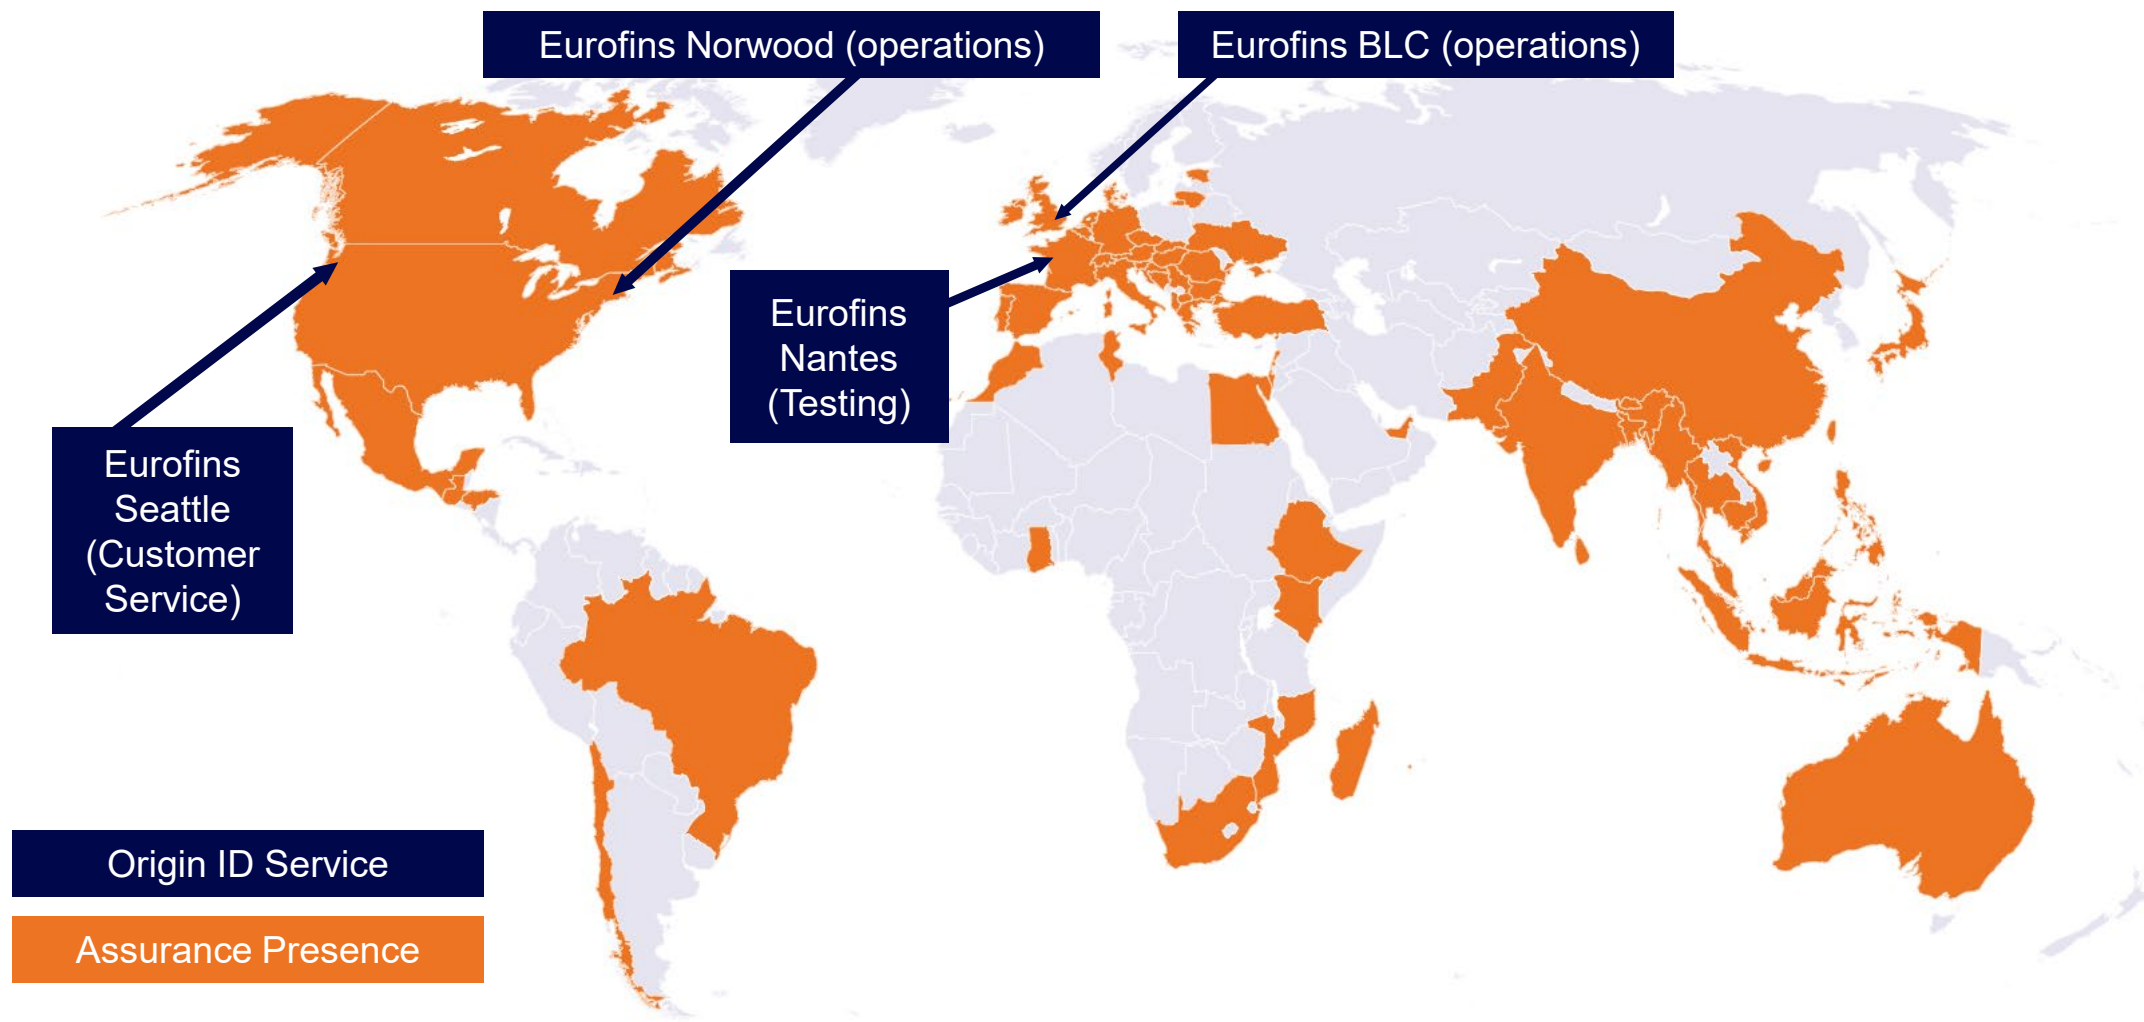 Eurofins Norwood (operations)
Eurofins BLC (operations)
Eurofins
Nantes
(Testing)
Eurofins
Seattle
(Customer
Service)
Origin ID Service
Assurance Presence